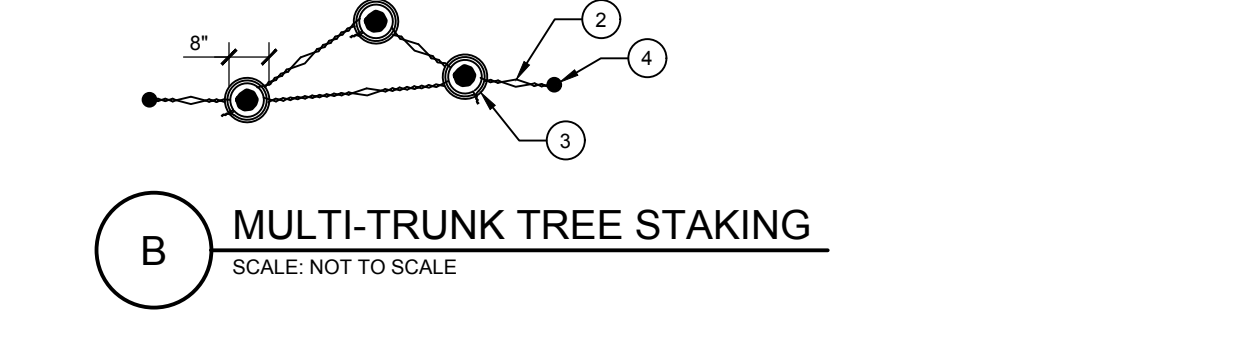 2
8"
4
3
B
MULTI-TRUNK TREE STAKING
SCALE: NOT TO SCALE